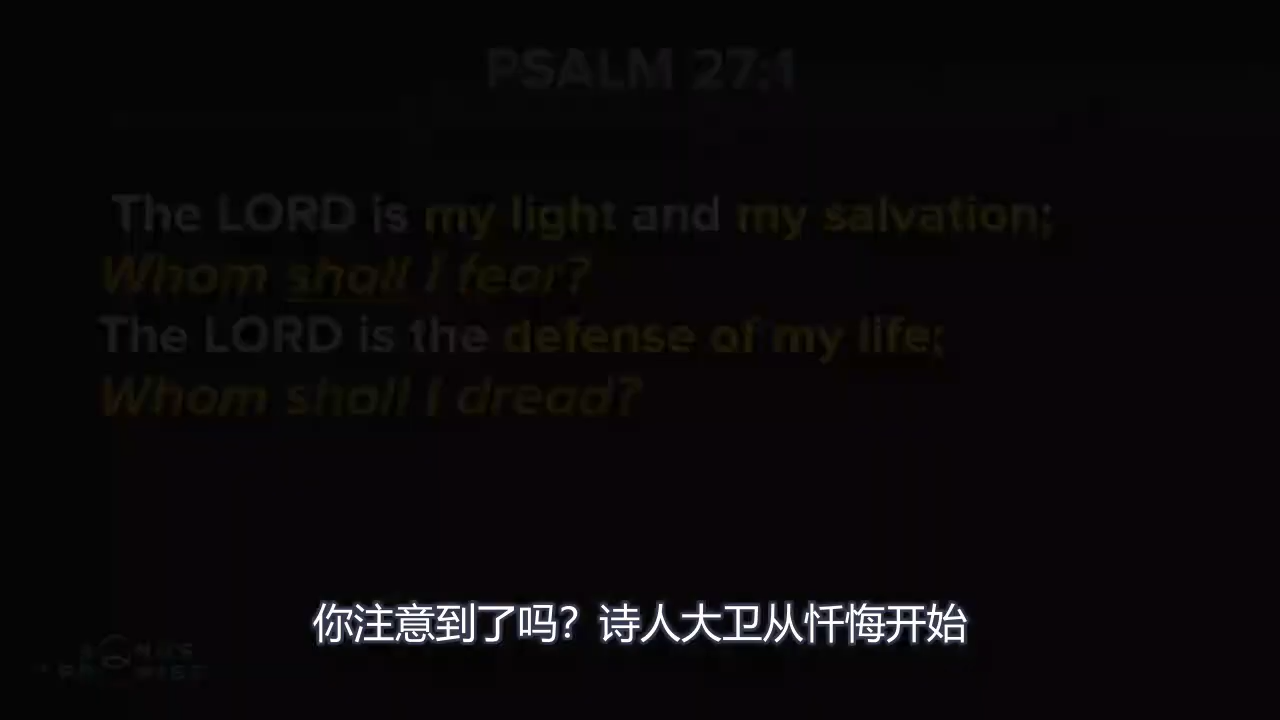 PSALM 27:1
The LORD is my light and my salvation;
Whom shall I fear?
The LORD is the defense of my life;
Whom shall I dread?
你注意到了吗？诗人大卫从忏悔开始